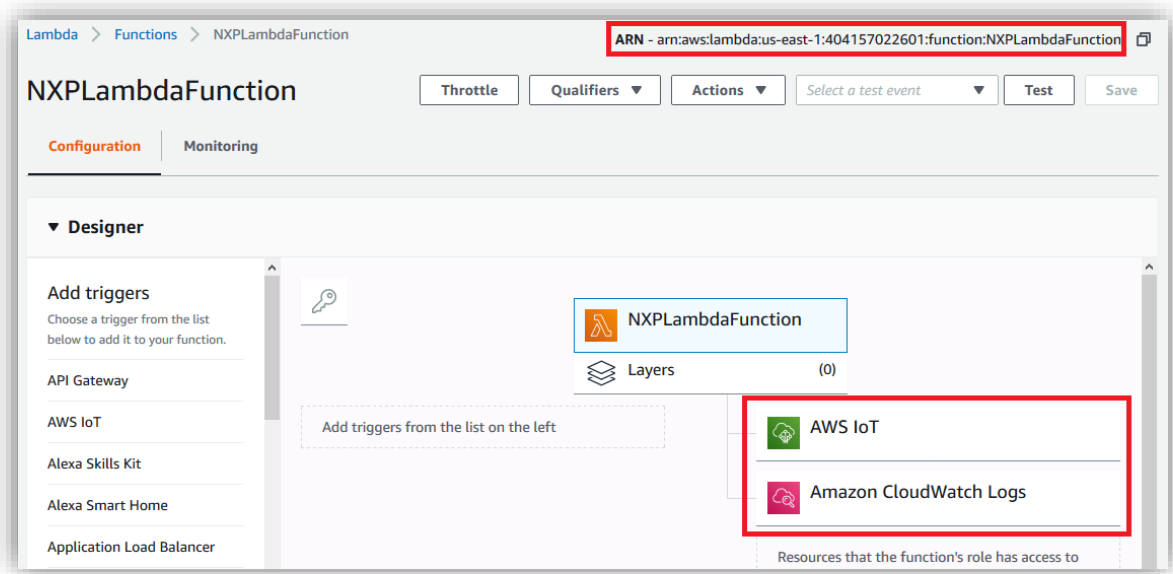 Lambda > Functions > NXPLambdaFunction
ARN - arn:aws:lambda:us-east-1:404157022601:function:NXPLambdaFunction
NXPLambdaFunction
Throttle
Qualifiers
Actions
Select a test event
Test
Save
Configuration
Monitoring
Designer
Add triggers
Choose a trigger from the list
below to add it to your function.
API Gateway
AWS IoT
Alexa Skills Kit
Alexa Smart Home
Application Load Balancer
NXPLambdaFunction
Layers (0)
Add triggers from the list on the left
AWS IoT
Amazon CloudWatch Logs
Resources that the function's role has access to